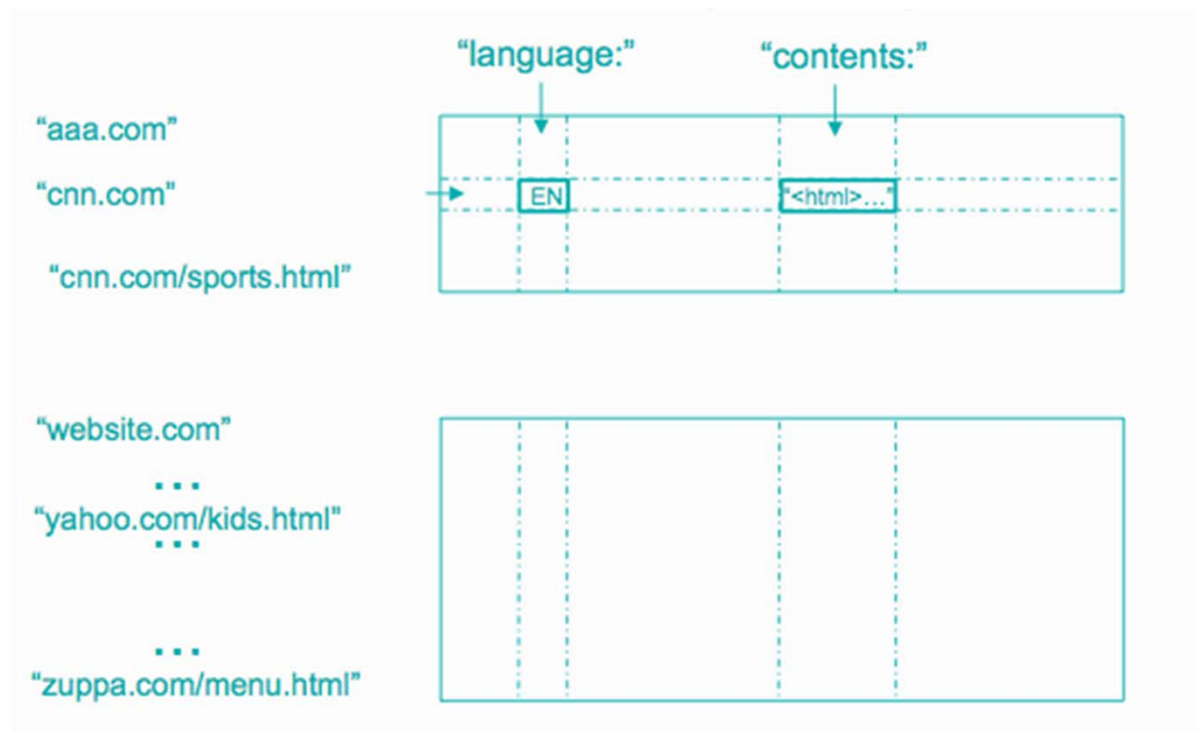 “language:” “contents:”
“aaa.com”
“cnn.com” EN “<html>...”
“cnn.com/sports.html”
“website.com”
...
“yahoo.com/kids.html”
...
...
“zuppa.com/menu.html”